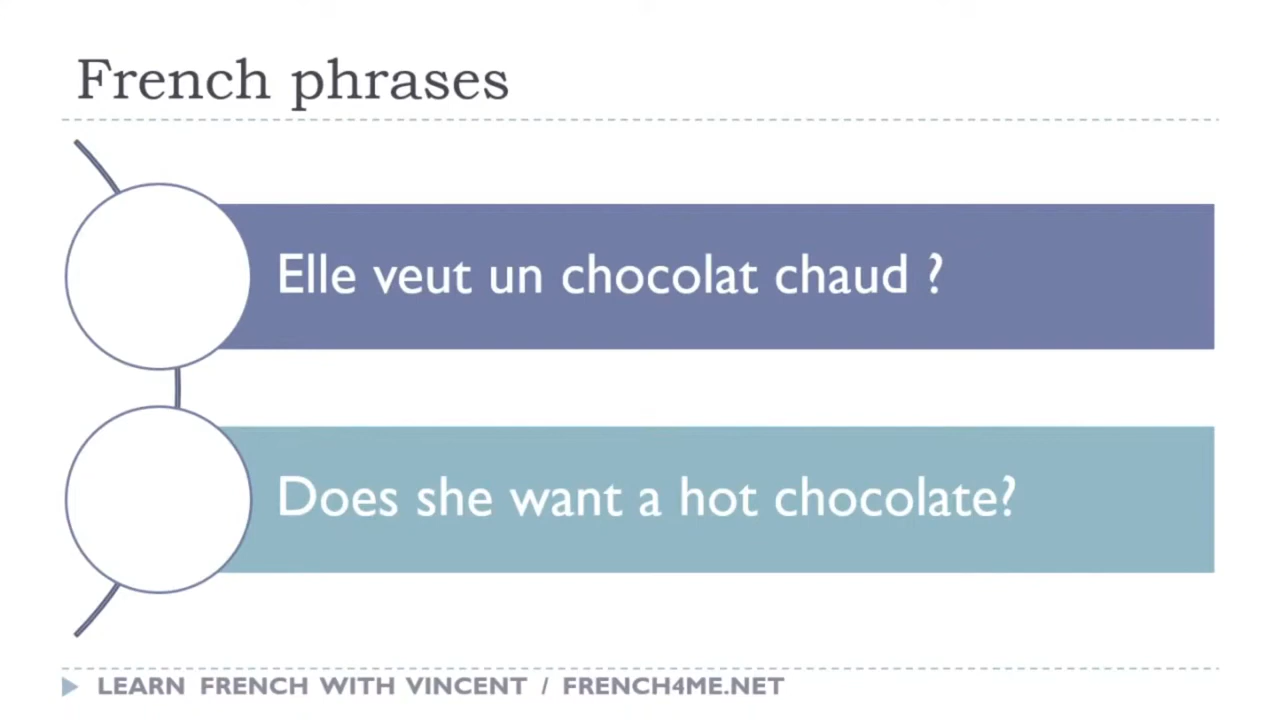 French phrases
Elle veut un chocolat chaud ?
Does she want a hot chocolate?
LEARN FRENCH WITH VINCENT / FRENCH4ME.NET